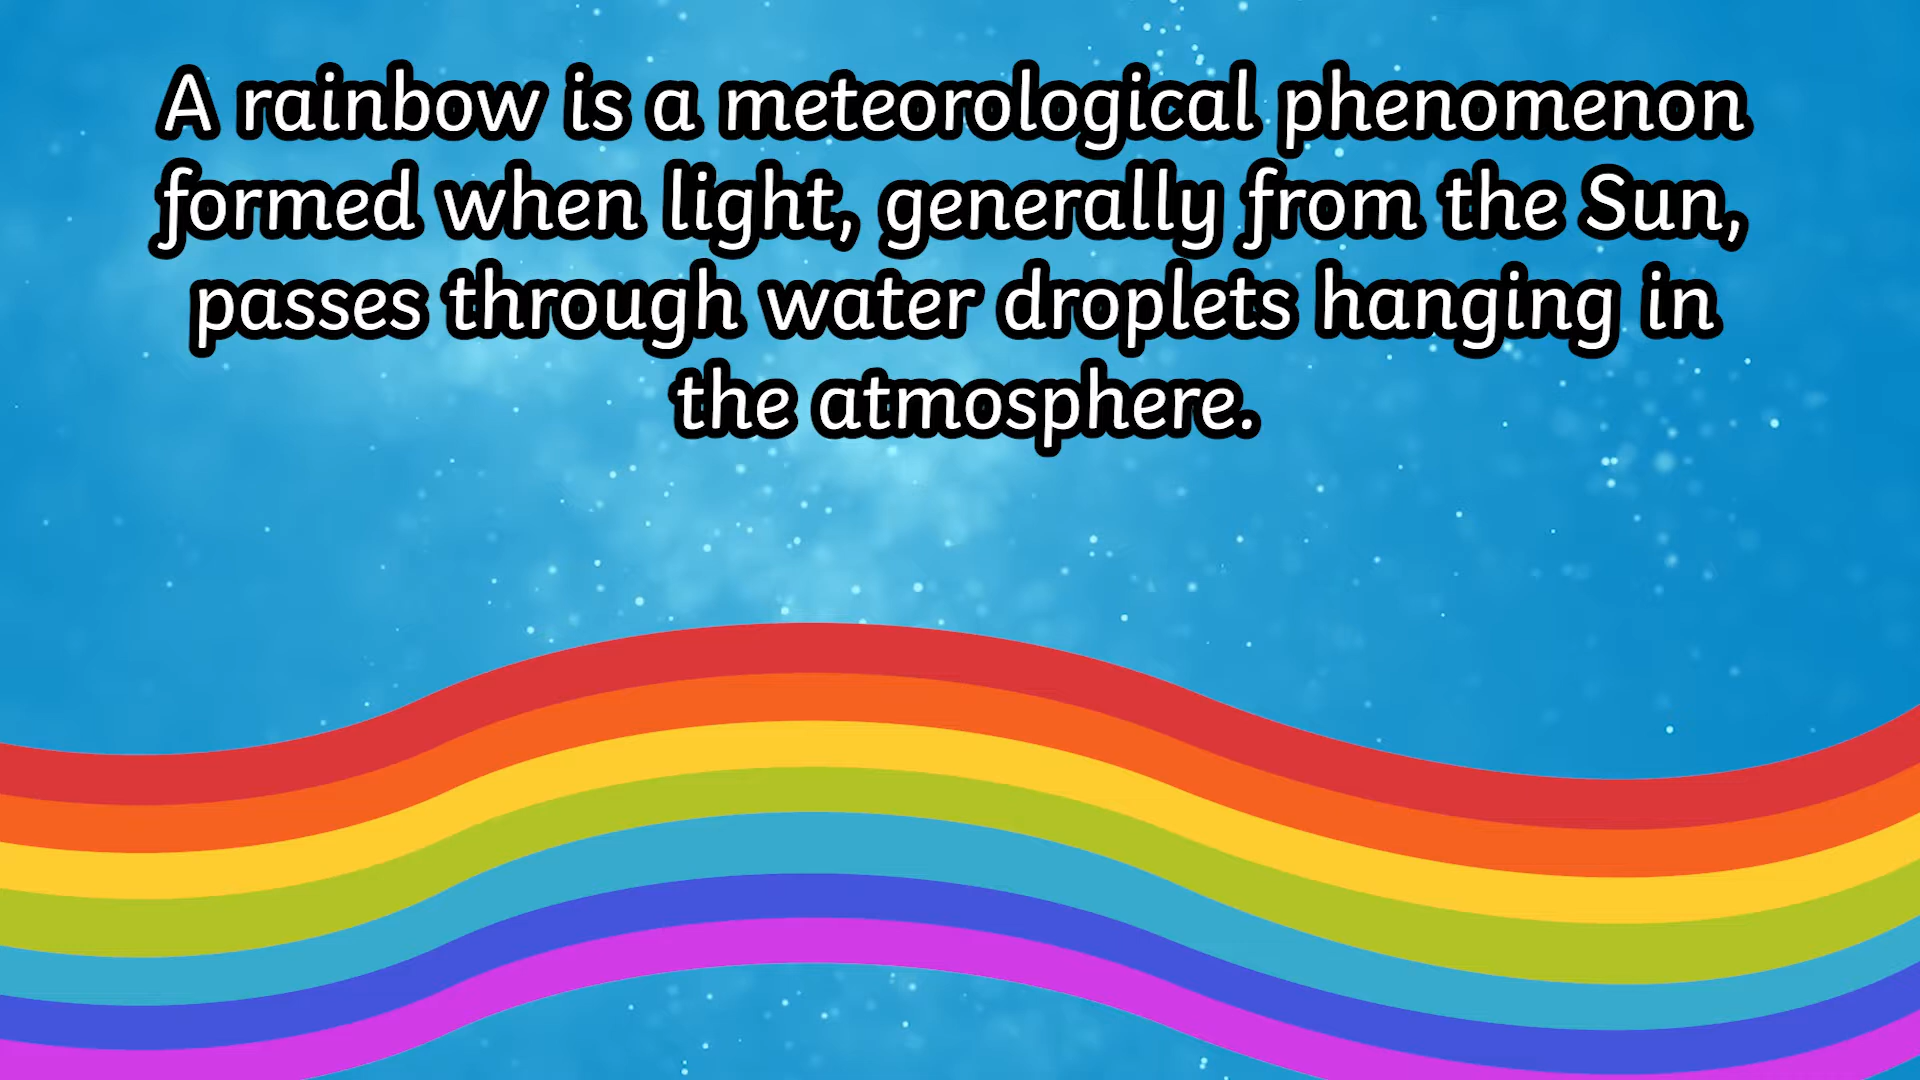 A rainbow is a meteorological phenomenon
formed when light, generally from the Sun,
passes through water droplets hanging in
the atmosphere.